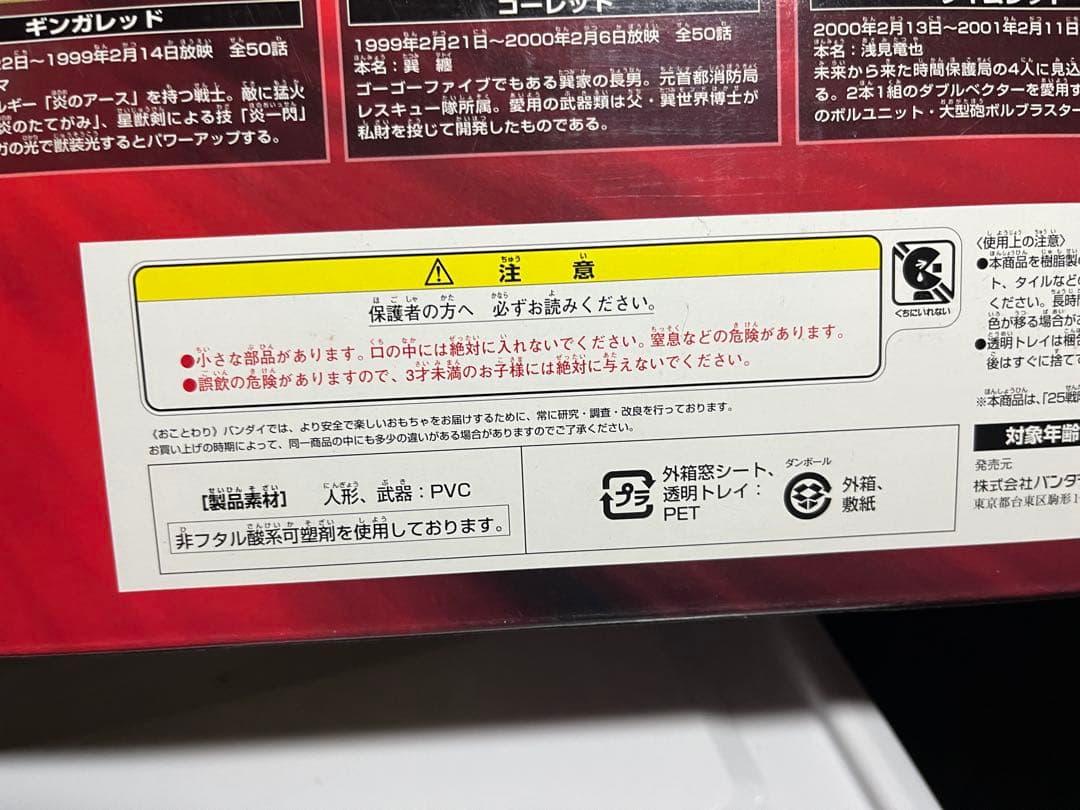 ギンガレッド
2日~1999年2月14日放映 全50話
マ
ルギー「炎のアース」を持つ戦士。敵に猛火
炎のたてがみ」、星獣剣による技「炎一閃」
ガの光で獣装光するとパワーアップする。
ゴーレッド
1999年2月21日~2000年2月6日放映 全50話
本名:巽 纏
ゴーゴーファイブでもある巽家の長男。元首都消防局
レスキュー隊所属。愛用の武器類は父・巽世界博士が
私財を投じて開発したものである。
タイムレッド
2000年2月13日~2001年2月11日
本名:浅見竜也
未来から来た時間保護局の4人に見込
る。2本1組のダブルベクターを愛用す
のボルユニット・大型砲ボルブラスター
⚠ 注意
保護者の方へ 必ずお読みください。
●小さな部品があります。口の中には絶対に入れないでください。窒息などの危険があります。
●誤飲の危険がありますので、3才未満のお子様には絶対に与えないでください。
くちにいれない
《おことわり》バンダイでは、より安全で楽しいおもちゃをお届けするために、常に研究・調査・改良を行っております。
お買い上げの時期によって、同一商品の中にも多少の違いがある場合がありますのでご了承ください。
[製品素材] 人形、武器:PVC
非フタル酸系可塑剤を使用しております。
プラ
外箱窓シート、
透明トレイ:
PET
ダンボール
外箱、
敷紙
〈使用上の注意〉
●本商品を樹脂製の
ト、タイルなど
ください。長時間
色が移る場合が
●透明トレイは梱包
後はすぐに捨て
※本商品は、「25戦
対象年齢
発売元
株式会社バンダイ
東京都台東区駒形1